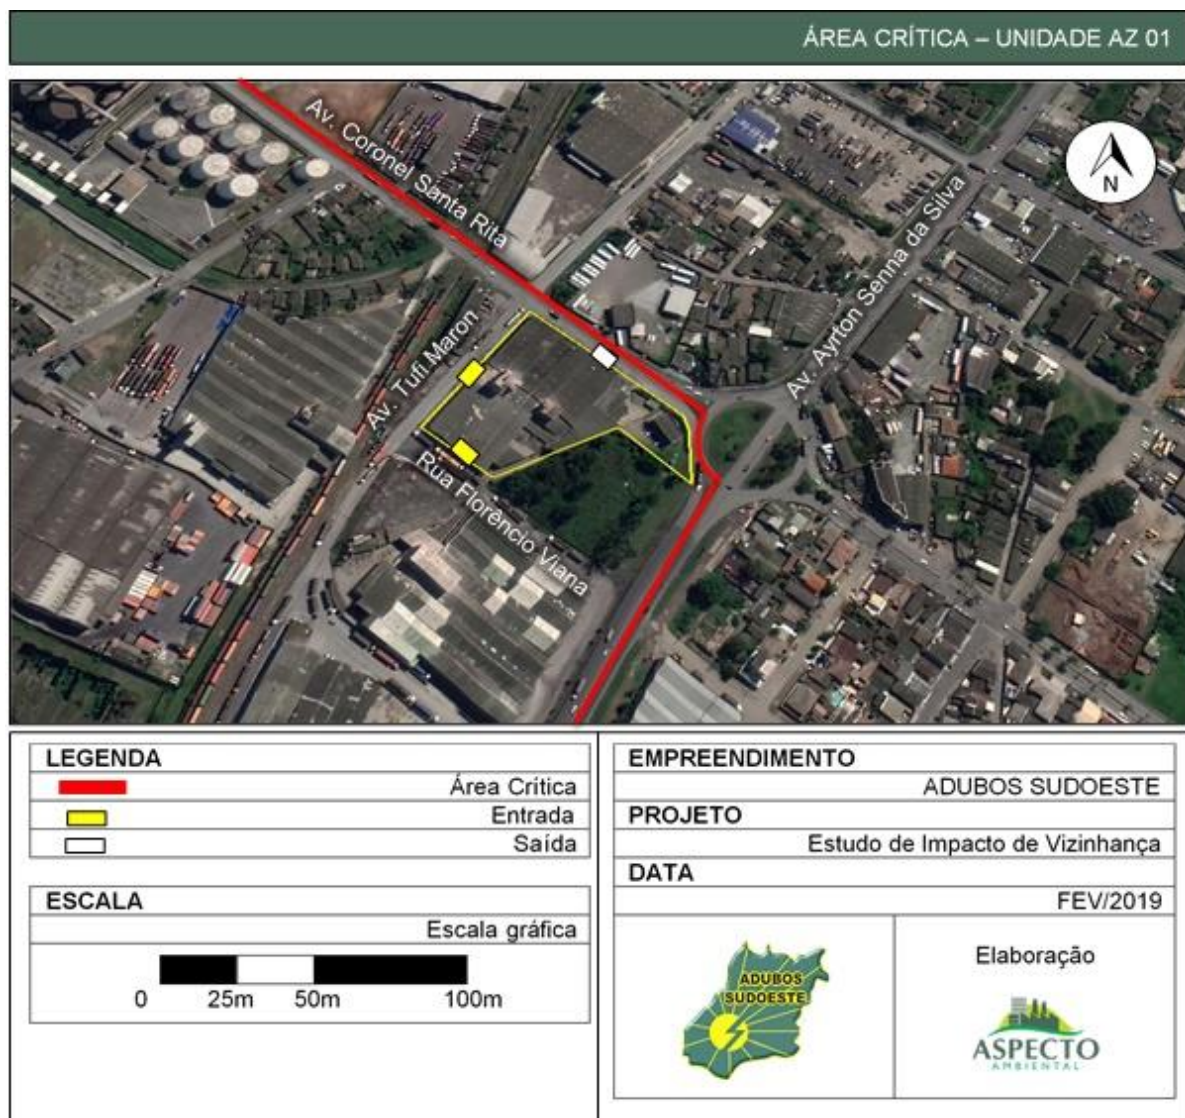 ÁREA CRÍTICA – UNIDADE AZ 01
Av. Coronel Santa Rita
N
Av. Ayrton Senna da Silva
Av. Tufi Maron
Rua Florêncio Viana
LEGENDA
Área Crítica
Entrada
Saída
ESCALA
Escala gráfica
0 25m 50m 100m
EMPREENDIMENTO
ADUBOS SUDOESTE
PROJETO
Estudo de Impacto de Vizinhança
DATA
FEV/2019
ADUBOS
SUDOESTE
Elaboração
ASPECTO
AMBIENTAL